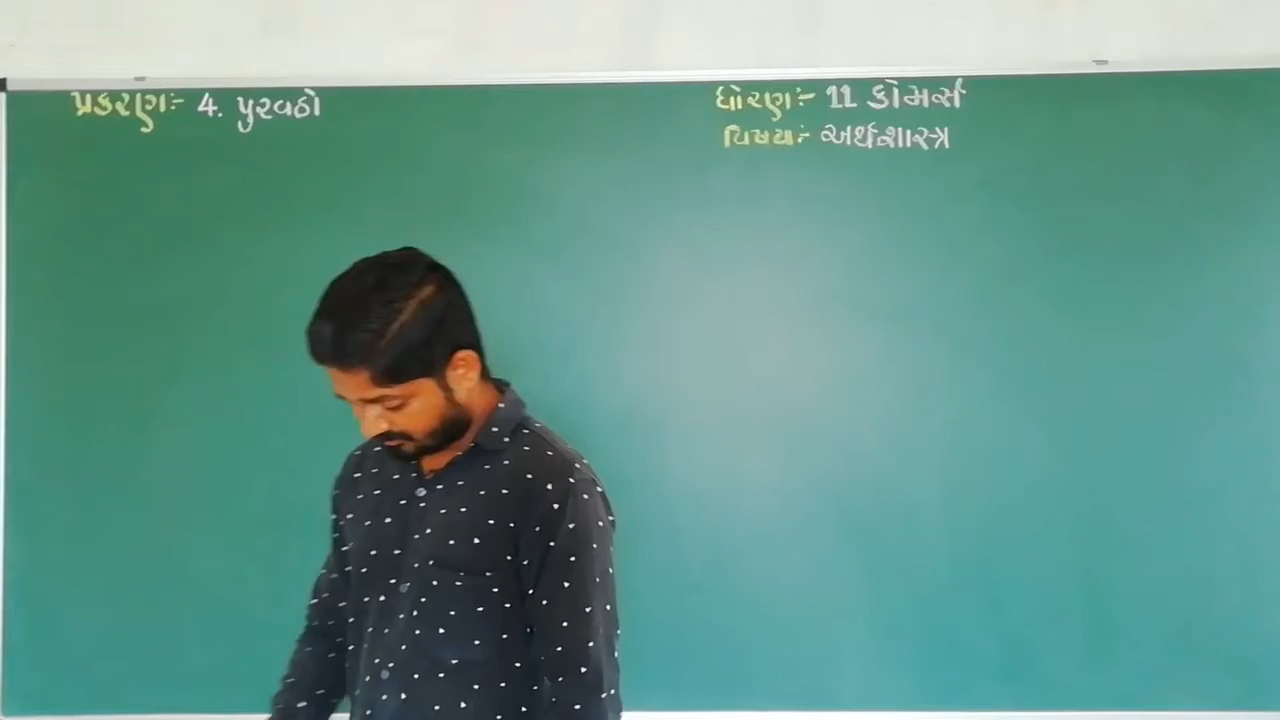 પ્રકરણઃ- 4. પુરવઠો
ધોરણઃ- 11 કોમર્સ
વિષયઃ- અર્થશાસ્ત્ર